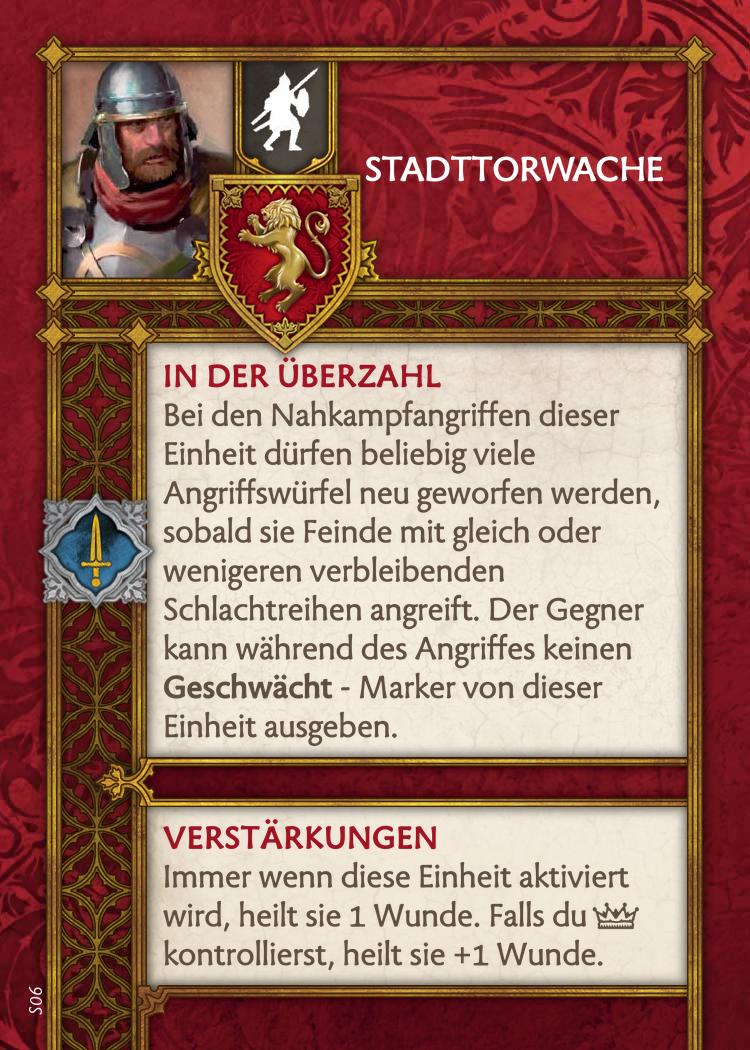 STADTTORWACHE
IN DER ÜBERZAHL
Bei den Nahkampfangriffen dieser
Einheit dürfen beliebig viele
Angriffswürfel neu geworfen werden,
sobald sie Feinde mit gleich oder
wenigeren verbleibenden
Schlachtreihen angreift. Der Gegner
kann während des Angriffes keinen
Geschwächt - Marker von dieser
Einheit ausgeben.
VERSTÄRKUNGEN
Immer wenn diese Einheit aktiviert
wird, heilt sie 1 Wunde. Falls du
kontrollierst, heilt sie +1 Wunde.
S06